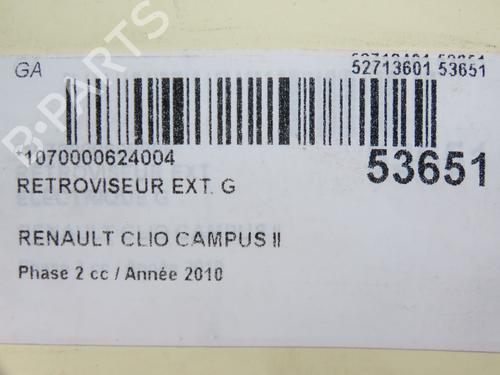 GA
52713601 53651
*1070000624004
53651
RETROVISEUR EXT. G
RENAULT CLIO CAMPUS II
Phase 2 cc / Année 2010
B-PARTS